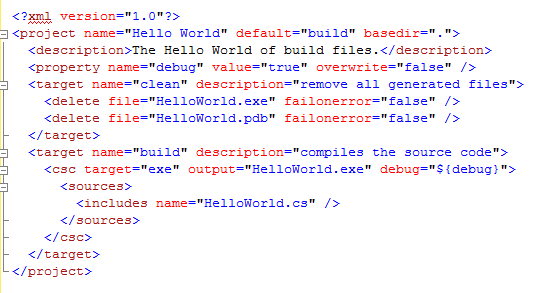 <?xml version="1.0"?>
<project name="Hello World" default="build" basedir=".">
<description>The Hello World of build files.</description>
<property name="debug" value="true" overwrite="false" />
<target name="clean" description="remove all generated files">
<delete file="HelloWorld.exe" failonerror="false" />
<delete file="HelloWorld.pdb" failonerror="false" />
</target>
<target name="build" description="compiles the source code">
<csc target="exe" output="HelloWorld.exe" debug="${debug}">
<sources>
<includes name="HelloWorld.cs" />
</sources>
</csc>
</target>
</project>